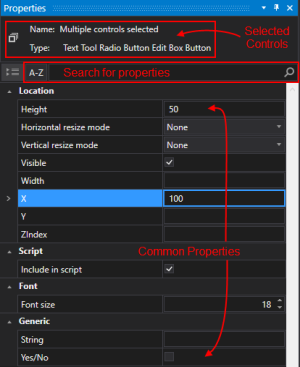 Properties
Name: Multiple controls selected
Type: Text Tool Radio Button Edit Box Button
Selected
Controls
A-Z Search for properties
Location
Height 50
Horizontal resize mode None
Vertical resize mode None
Visible
Width
X 100
Y
ZIndex
Script
Common Properties
Include in script
Font
Font size 18
Generic
String
Yes/No